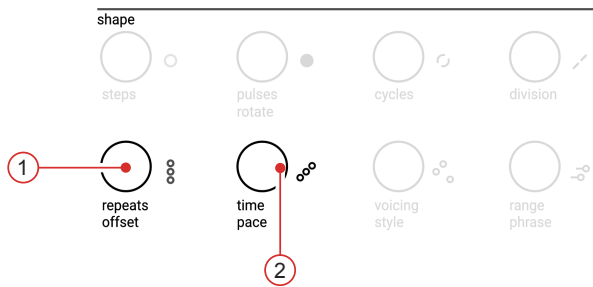 shape
steps
pulses
rotate
cycles
division
1
repeats
offset
time
pace
voicing
style
range
phrase
2